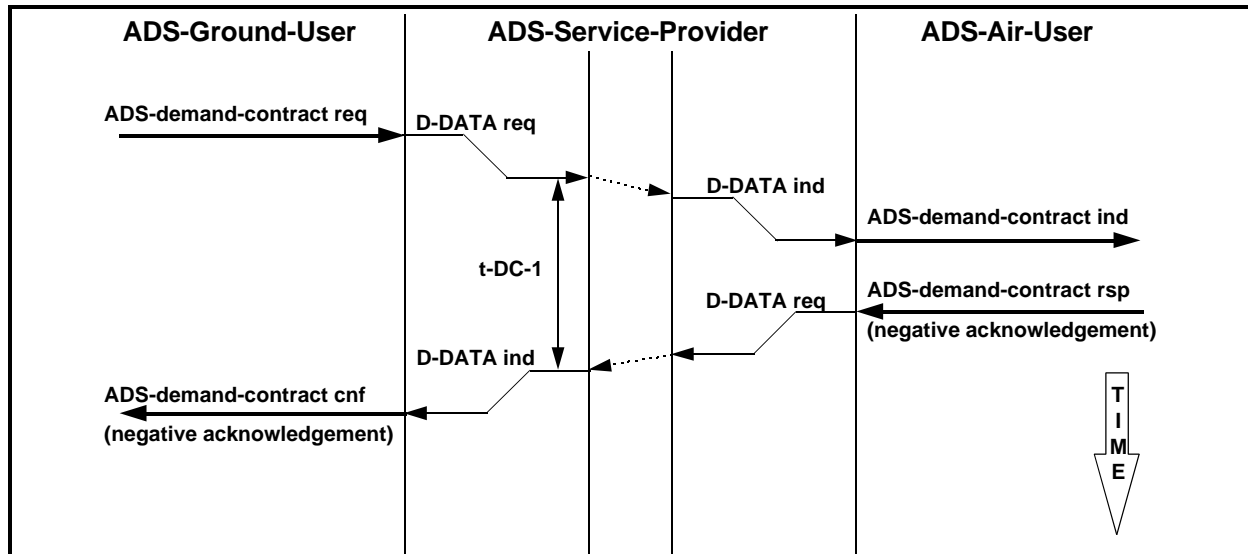 ADS-Ground-User
ADS-Service-Provider
ADS-Air-User
ADS-demand-contract req
D-DATA req
D-DATA ind
ADS-demand-contract ind
t-DC-1
ADS-demand-contract rsp
(negative acknowledgement)
D-DATA req
D-DATA ind
ADS-demand-contract cnf
(negative acknowledgement)
T
I
M
E